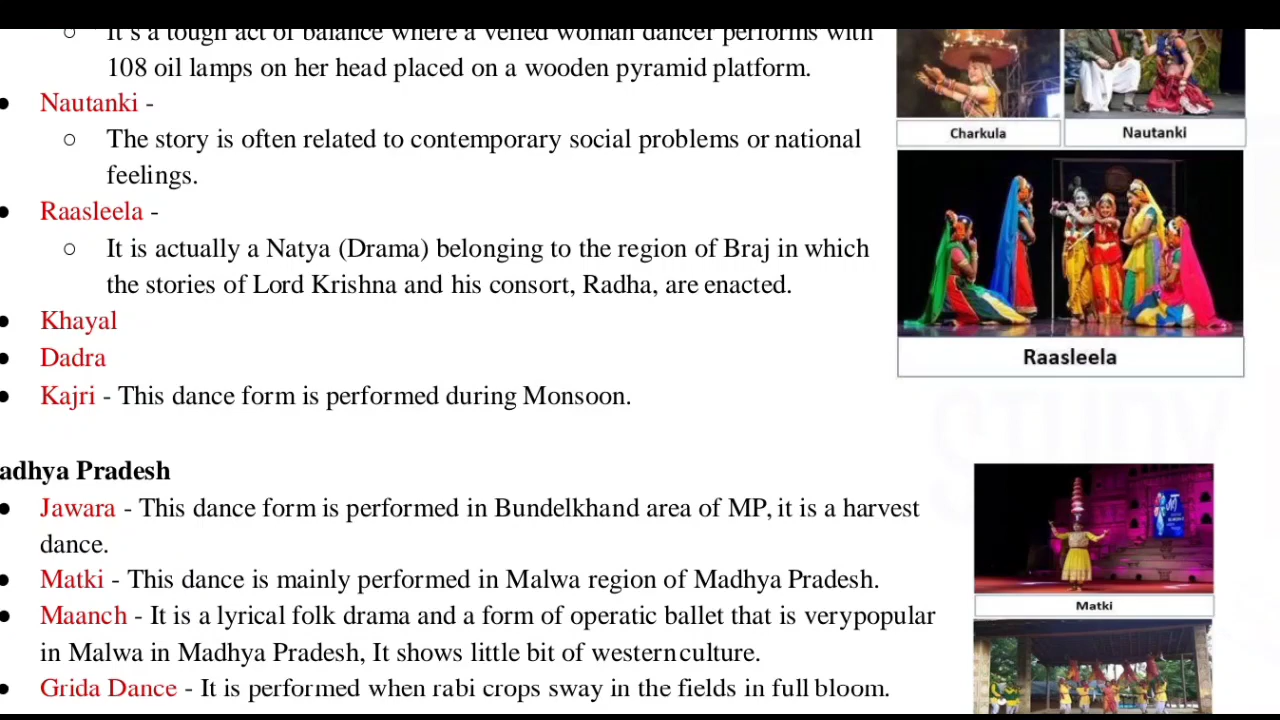 It's a tough act of balance where a veiled woman dancer performs with
108 oil lamps on her head placed on a wooden pyramid platform.
Nautanki -
The story is often related to contemporary social problems or national
feelings.
Raasleela -
It is actually a Natya (Drama) belonging to the region of Braj in which
the stories of Lord Krishna and his consort, Radha, are enacted.
Khayal
Dadra
Kajri - This dance form is performed during Monsoon.
Charkula
Nautanki
Raasleela
STUDY
adhya Pradesh
Jawara - This dance form is performed in Bundelkhand area of MP, it is a harvest
dance.
Matki - This dance is mainly performed in Malwa region of Madhya Pradesh.
Maanch - It is a lyrical folk drama and a form of operatic ballet that is verypopular
in Malwa in Madhya Pradesh, It shows little bit of western culture.
Grida Dance - It is performed when rabi crops sway in the fields in full bloom.
Matki